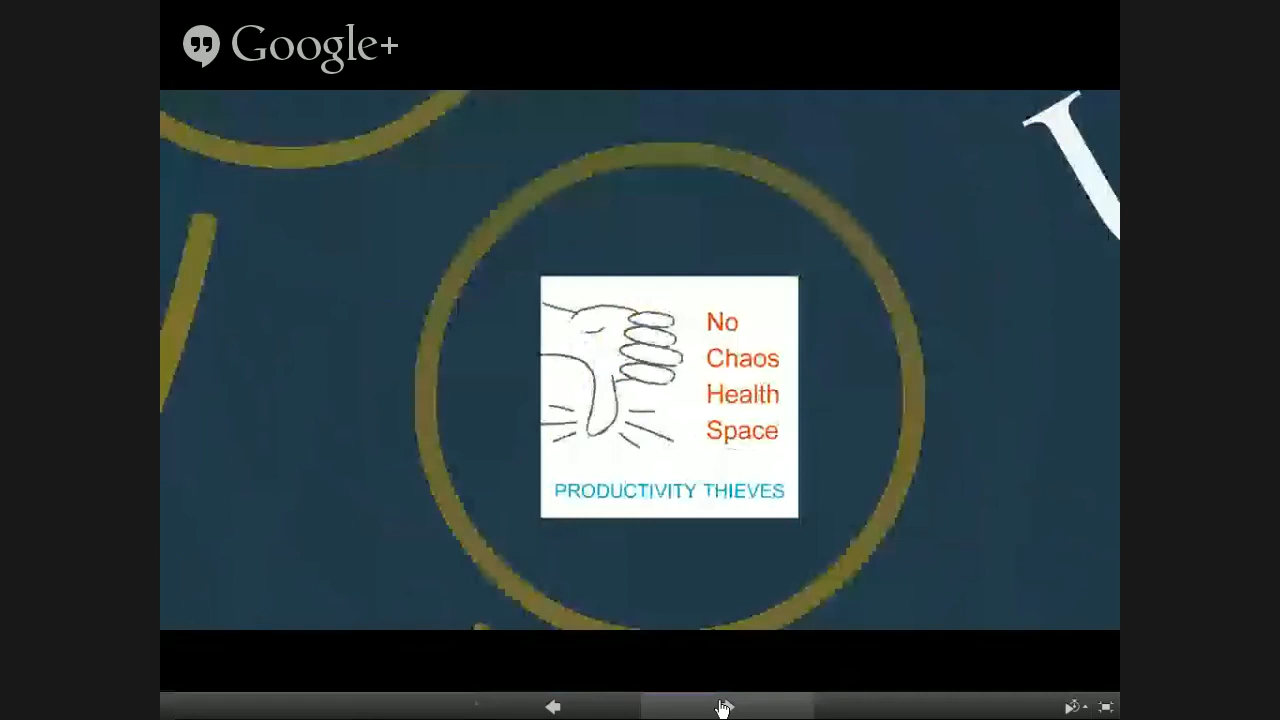 Google+
No
Chaos
Health
Space
PRODUCTIVITY THIEVES